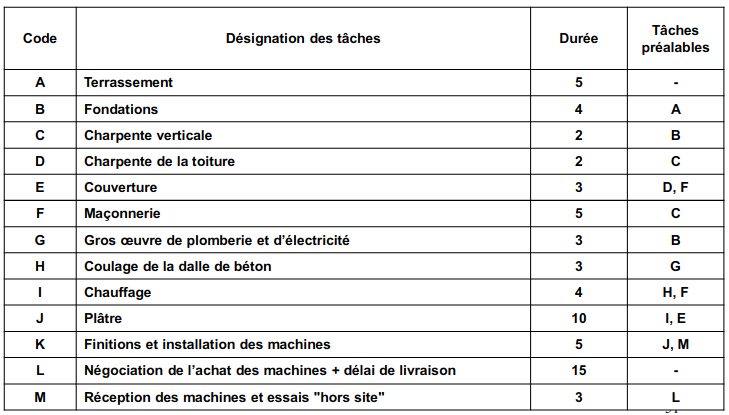 Code Désignation des tâches Durée Tâches préalables
A Terrassement 5 -
B Fondations 4 A
C Charpente verticale 2 B
D Charpente de la toiture 2 C
E Couverture 3 D, F
F Maçonnerie 5 C
G Gros œuvre de plomberie et d’électricité 3 B
H Coulage de la dalle de béton 3 G
I Chauffage 4 H, F
J Plâtre 10 I, E
K Finitions et installation des machines 5 J, M
L Négociation de l’achat des machines + délai de livraison 15 -
M Réception des machines et essais "hors site" 3 L